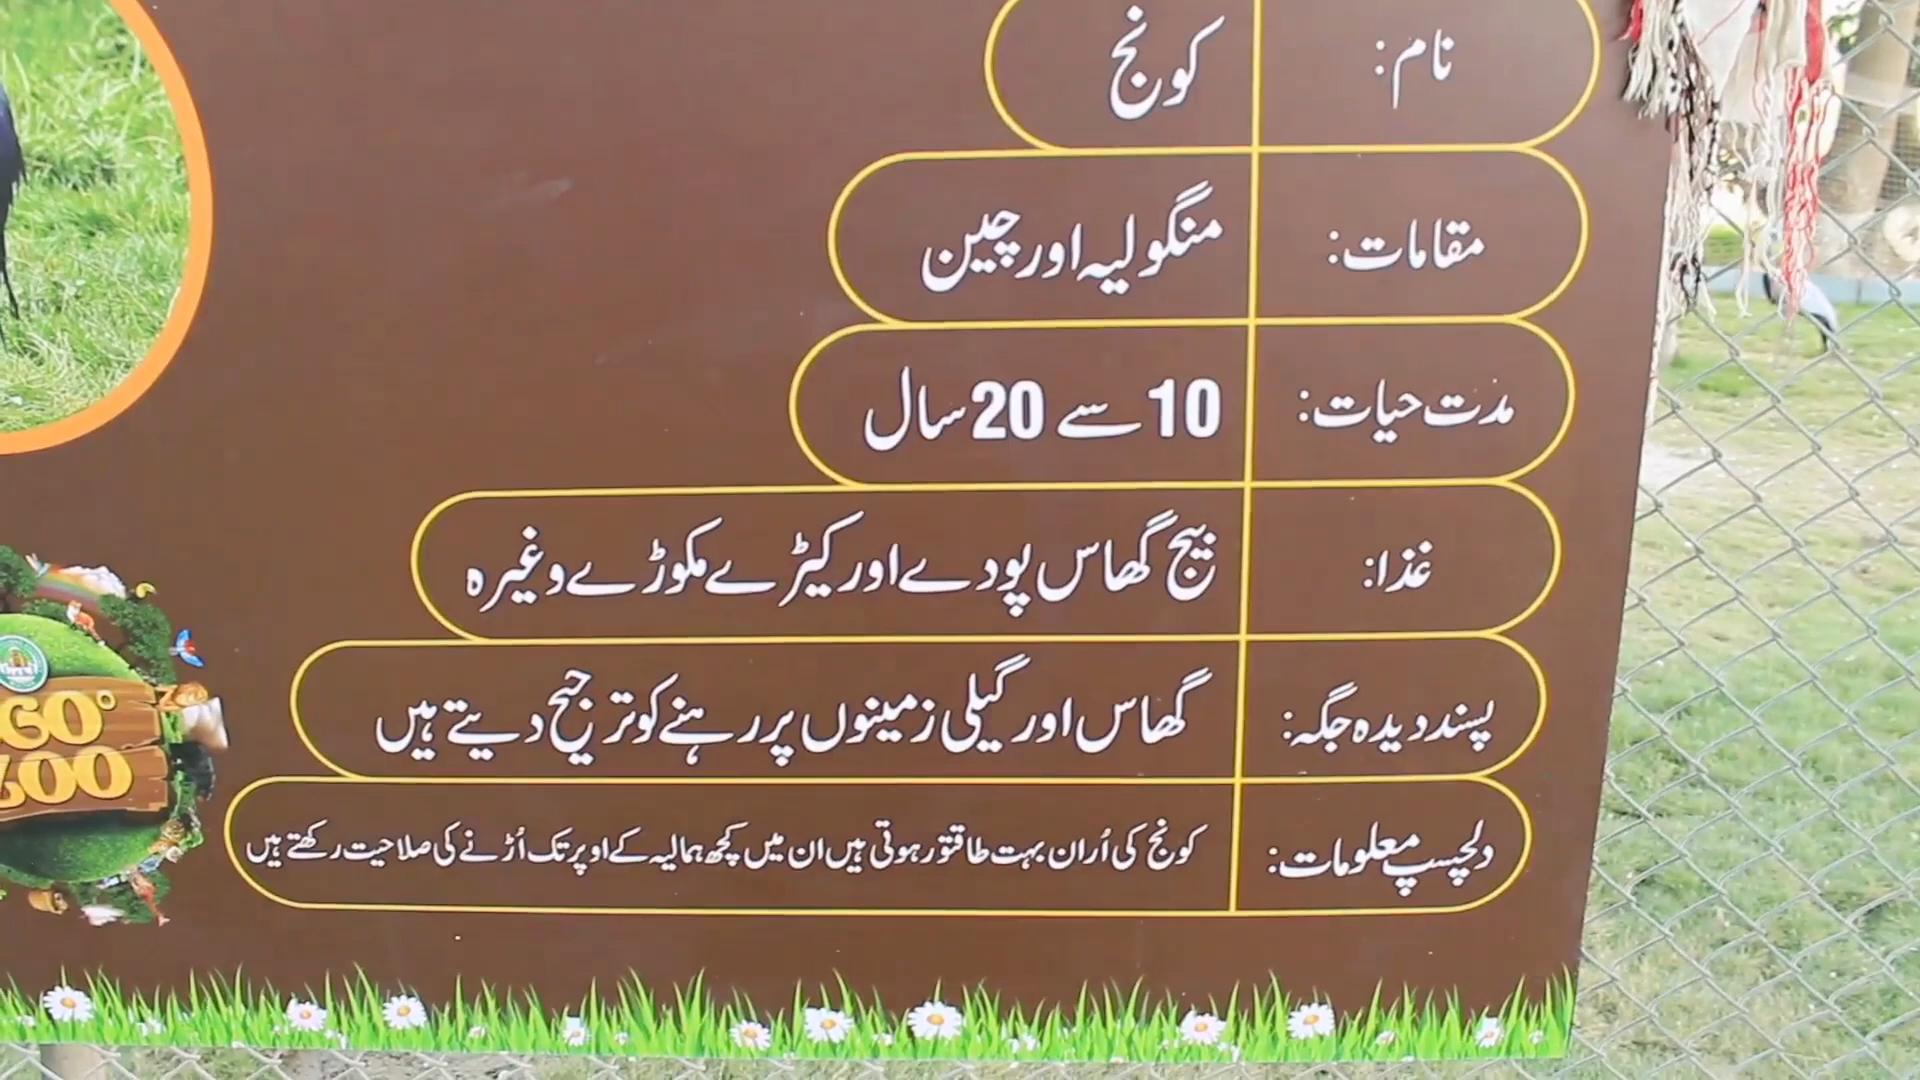 نام: کونج
مقامات: منگولیہ اور چین
مدت حیات: 10 سے 20 سال
غذا: بیج گھاس پودے اور کیڑے مکوڑے وغیرہ
پسندیدہ جگہ: گھاس اور گیلی زمینوں پر رہنے کو ترجیح دیتے ہیں
دلچسپ معلومات: کونج کی اُران بہت طاقتور ہوتی ہیں ان میں کچھ ہمالیہ کے اوپر تک اُڑنے کی صلاحیت رکھتے ہیں
ZOO